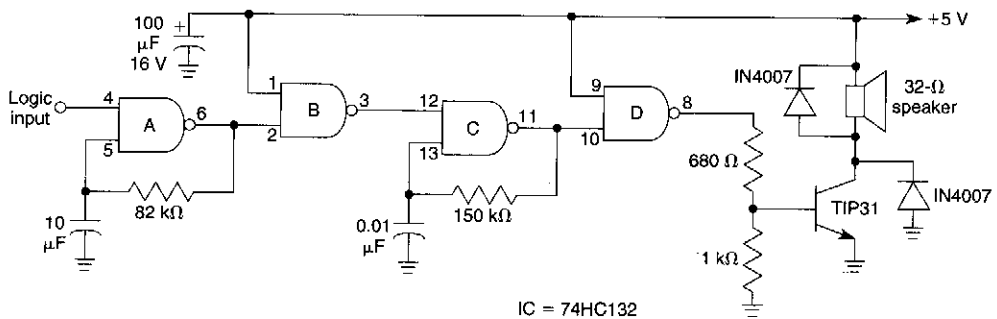 100
µF
16 V
+
+5 V
Logic
input
4
5
A
6
1
2
B
3
12
13
C
11
9
10
D
8
IN4007
32-Ω
speaker
680 Ω
82 kΩ
150 kΩ
10
µF
0.01
µF
TIP31
IN4007
1 kΩ
IC = 74HC132